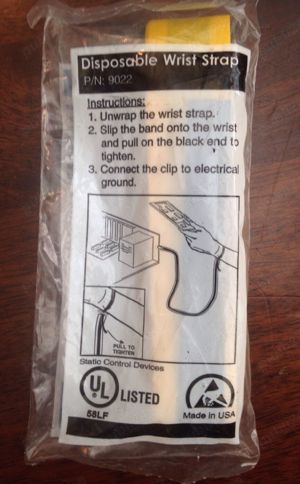 Disposable Wrist Strap
P/N: 9022
Instructions:
1. Unwrap the wrist strap.
2. Slip the band onto the wrist
and pull on the black end to
tighten.
3. Connect the clip to electrical
ground.
PULL TO
TIGHTEN
Static Control Devices
UL LISTED
58LF
Made in USA